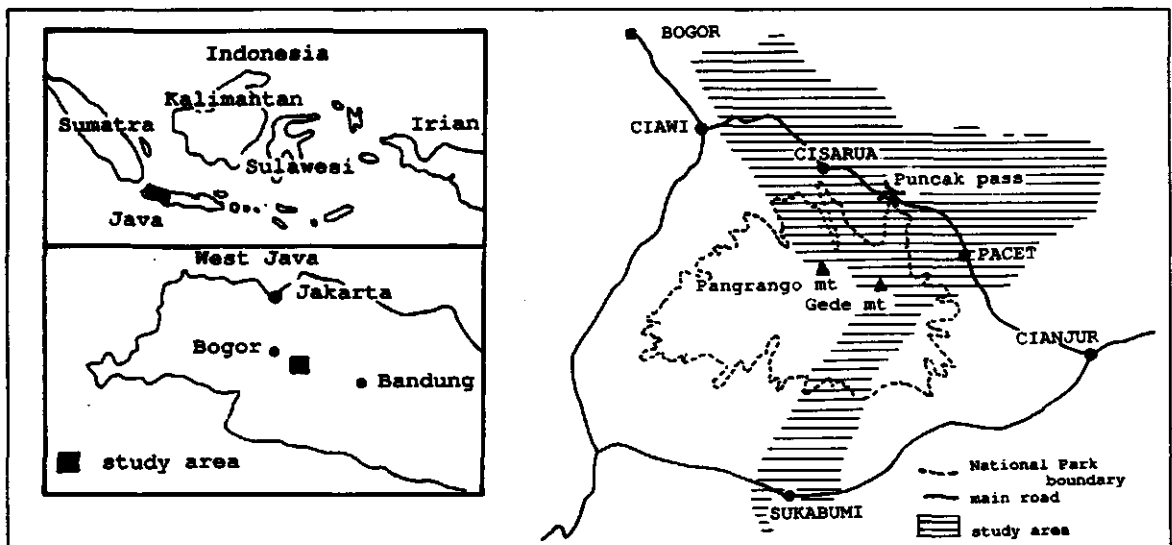 Indonesia
Kalimahtan
Sumatra
Irian
Sulawesi
Java
West Java
Jakarta
Bogor
Bandung
study area
BOGOR
CIAWI
CISARUA
Puncak pass
PACET
Pangrango mt
Gede mt
CIANJUR
SUKABUMI
National Park
boundary
main road
study area